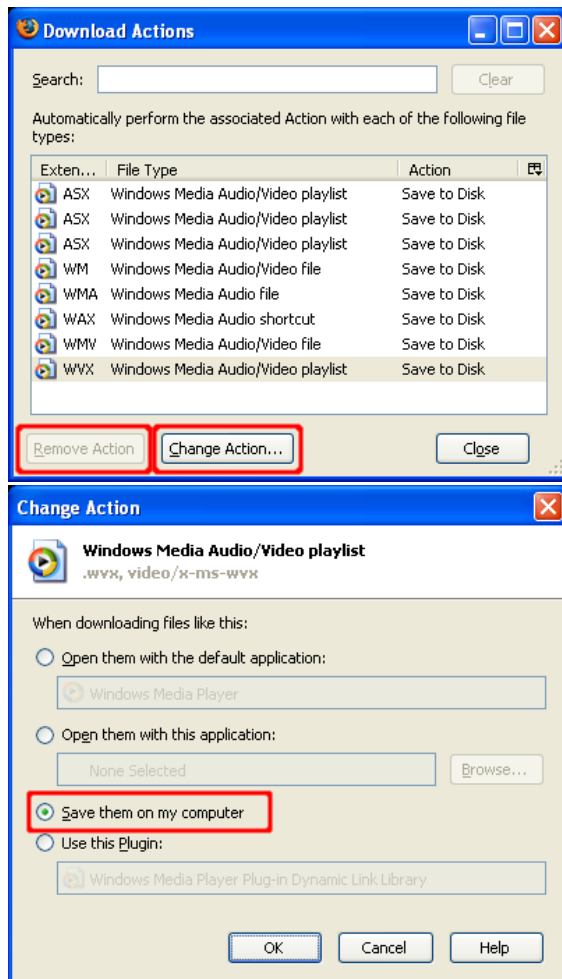 Download Actions
Search:
Clear
Automatically perform the associated Action with each of the following file
types:
Exten... File Type Action
ASX Windows Media Audio/Video playlist Save to Disk
ASX Windows Media Audio/Video playlist Save to Disk
ASX Windows Media Audio/Video playlist Save to Disk
WM Windows Media Audio/Video file Save to Disk
WMA Windows Media Audio file Save to Disk
WAX Windows Media Audio shortcut Save to Disk
WMV Windows Media Audio/Video file Save to Disk
WVX Windows Media Audio/Video playlist Save to Disk
Remove Action Change Action... Close
Change Action
Windows Media Audio/Video playlist
.wvx, video/x-ms-wvx
When downloading files like this:
Open them with the default application:
Windows Media Player
Open them with this application:
None Selected Browse...
Save them on my computer
Use this Plugin:
Windows Media Player Plug-in Dynamic Link Library
OK Cancel Help